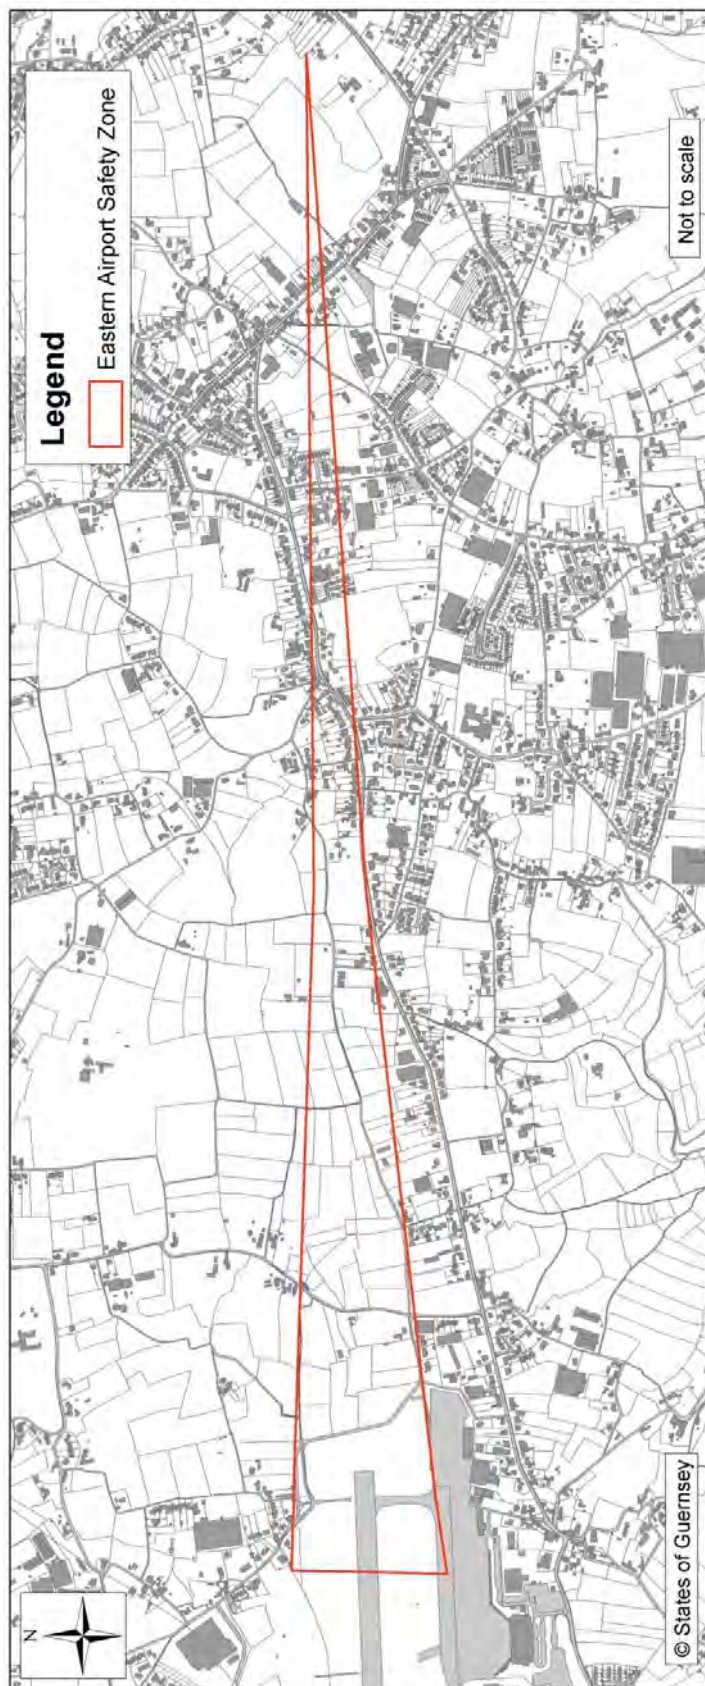 Legend
Eastern Airport Safety Zone
N
Not to scale
© States of Guernsey